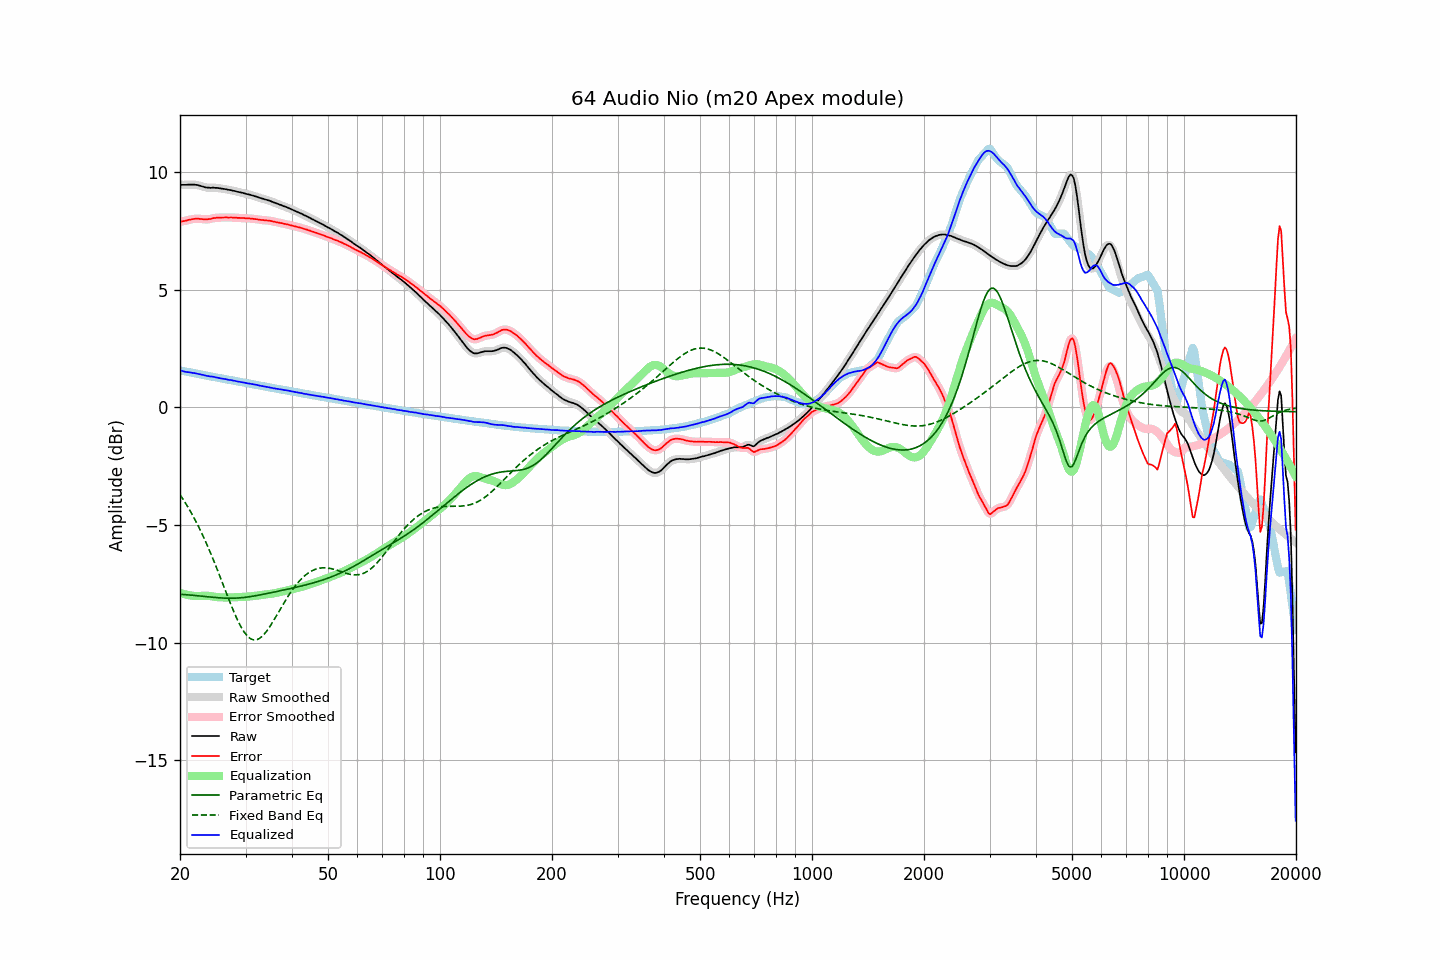 64 Audio Nio (m20 Apex module)
10
5
0
−5
−10
−15
Amplitude (dBr)
Target
Raw Smoothed
Error Smoothed
Raw
Error
Equalization
Parametric Eq
Fixed Band Eq
Equalized
20 50 100 200 500 1000 2000 5000 10000 20000
Frequency (Hz)